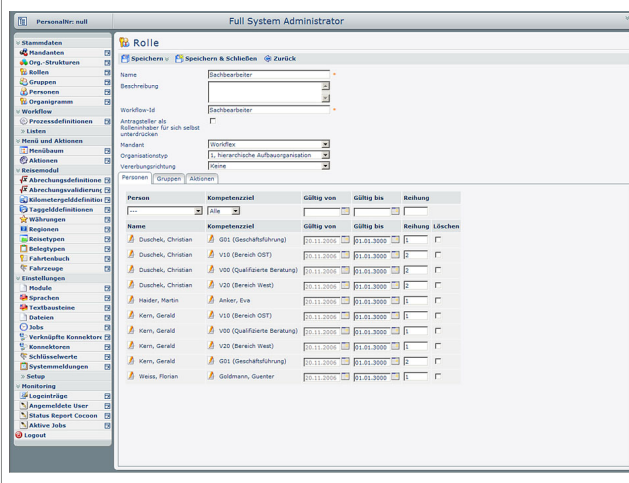 PersonalNr: null
Full System Administrator
Stammdaten
Mandanten
Org.-Strukturen
Rollen
Gruppen
Personen
Organigramm
Workflow
Prozessdefinitionen
Listen
Menü und Aktionen
Menübaum
Aktionen
Reisemodul
Abrechungsdefinitione
Abrechungsvalidierung
Kilometergelddefinition
Taggelddefinitionen
Währungen
Regionen
Reisetypen
Belegtypen
Fahrtenbuch
Fahrzeuge
Einstellungen
Module
Sprachen
Textbausteine
Dateien
Jobs
Verknüpfte Konnektore
Konnektoren
Schlüsselwerte
Systemmeldungen
Setup
Monitoring
Logeinträge
Angemeldete User
Status Report Cocoon
Aktive Jobs
Logout
Rolle
Speichern Speichern & Schließen Zurück
Name Sachbearbeiter *
Beschreibung
Workflow-Id Sachbearbeiter *
Antragsteller als
Rolleninhaber für sich selbst
unterdrücken
Mandant Workflex
Organisationstyp 1, hierarchische Aufbauorganisation
Vererbungsrichtung Keine
Personen Gruppen Aktionen
Person Kompetenzziel Gültig von Gültig bis Reihung
--- Alle
Name Kompetenzziel Gültig von Gültig bis Reihung Löschen
Duschek, Christian G01 (Geschäftsführung) 20.11.2006 01.01.3000 1
Duschek, Christian V10 (Bereich OST) 20.11.2006 01.01.3000 2
Duschek, Christian V00 (Qualifizierte Beratung) 20.11.2006 01.01.3000 2
Duschek, Christian V20 (Bereich West) 20.11.2006 01.01.3000 2
Haider, Martin Anker, Eva 20.11.2006 01.01.3000 1
Kern, Gerald V10 (Bereich OST) 20.11.2006 01.01.3000 1
Kern, Gerald V00 (Qualifizierte Beratung) 20.11.2006 01.01.3000 1
Kern, Gerald V20 (Bereich West) 20.11.2006 01.01.3000 1
Kern, Gerald G01 (Geschäftsführung) 20.11.2006 01.01.3000 2
Weiss, Florian Goldmann, Guenter 20.11.2006 01.01.3000 1